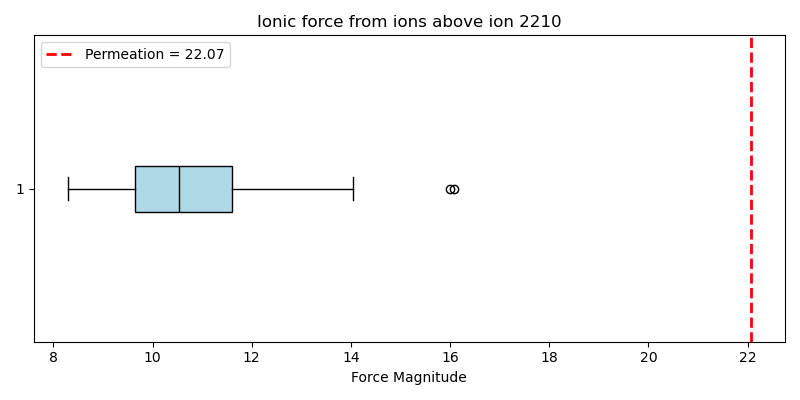 Ionic force from ions above ion 2210
Permeation = 22.07
1
8 10 12 14 16 18 20 22
Force Magnitude